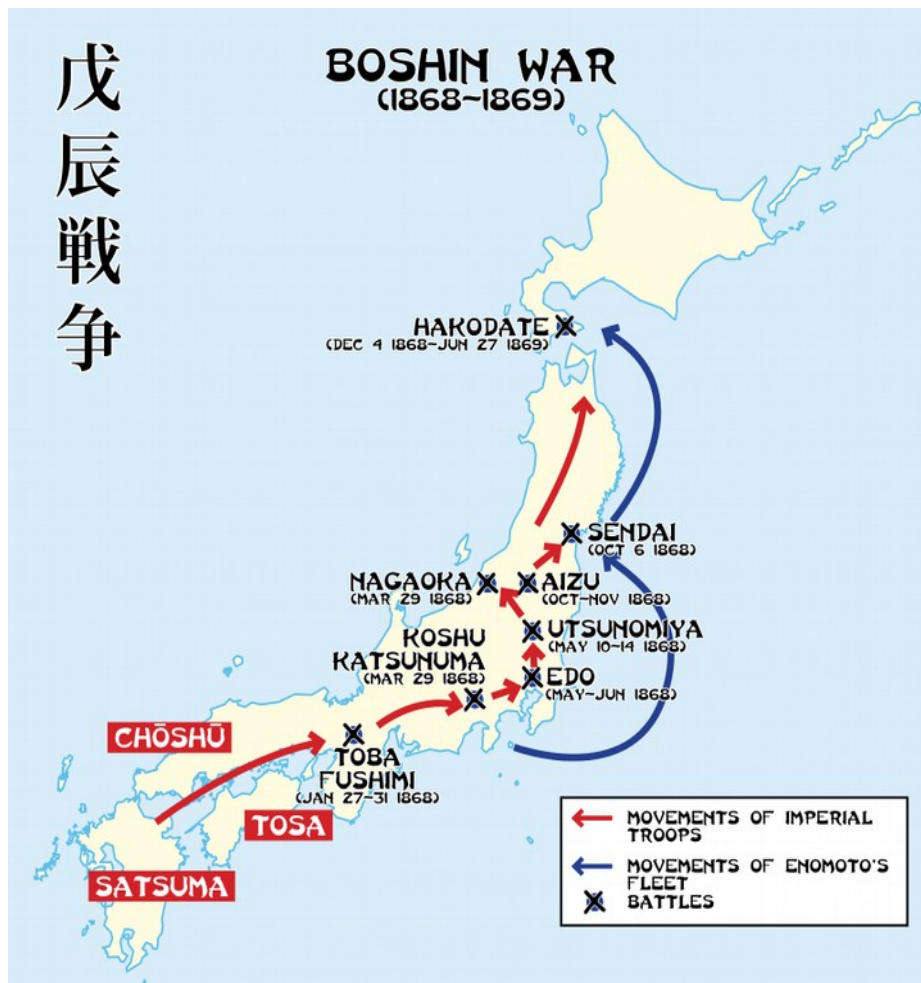 戊辰戦争
BOSHIN WAR
(1868~1869)
HAKODATE
(DEC 4 1868-JUN 27 1869)
SENDAI
(OCT 6 1868)
NAGAOKA
(MAR 29 1868)
AIZU
(OCT-NOV 1868)
UTSUNOMIYA
(MAY 10-14 1868)
KOSHU
KATSUNUMA
(MAR 29 1868)
EDO
(MAY-JUN 1868)
CHŌSHŪ
TOBA
FUSHIMI
(JAN 27-31 1868)
TOSA
SATSUMA
MOVEMENTS OF IMPERIAL
TROOPS
MOVEMENTS OF ENOMOTO'S
FLEET
BATTLES